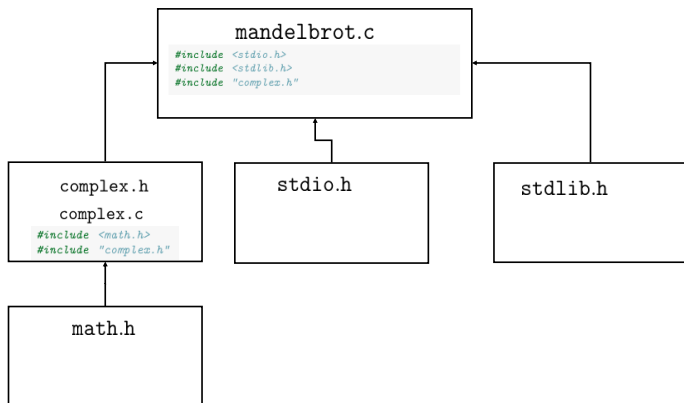 mandelbrot.c
#include <stdio.h>
#include <stdlib.h>
#include "complex.h"
complex.h
complex.c
#include <math.h>
#include "complex.h"
stdio.h
stdlib.h
math.h